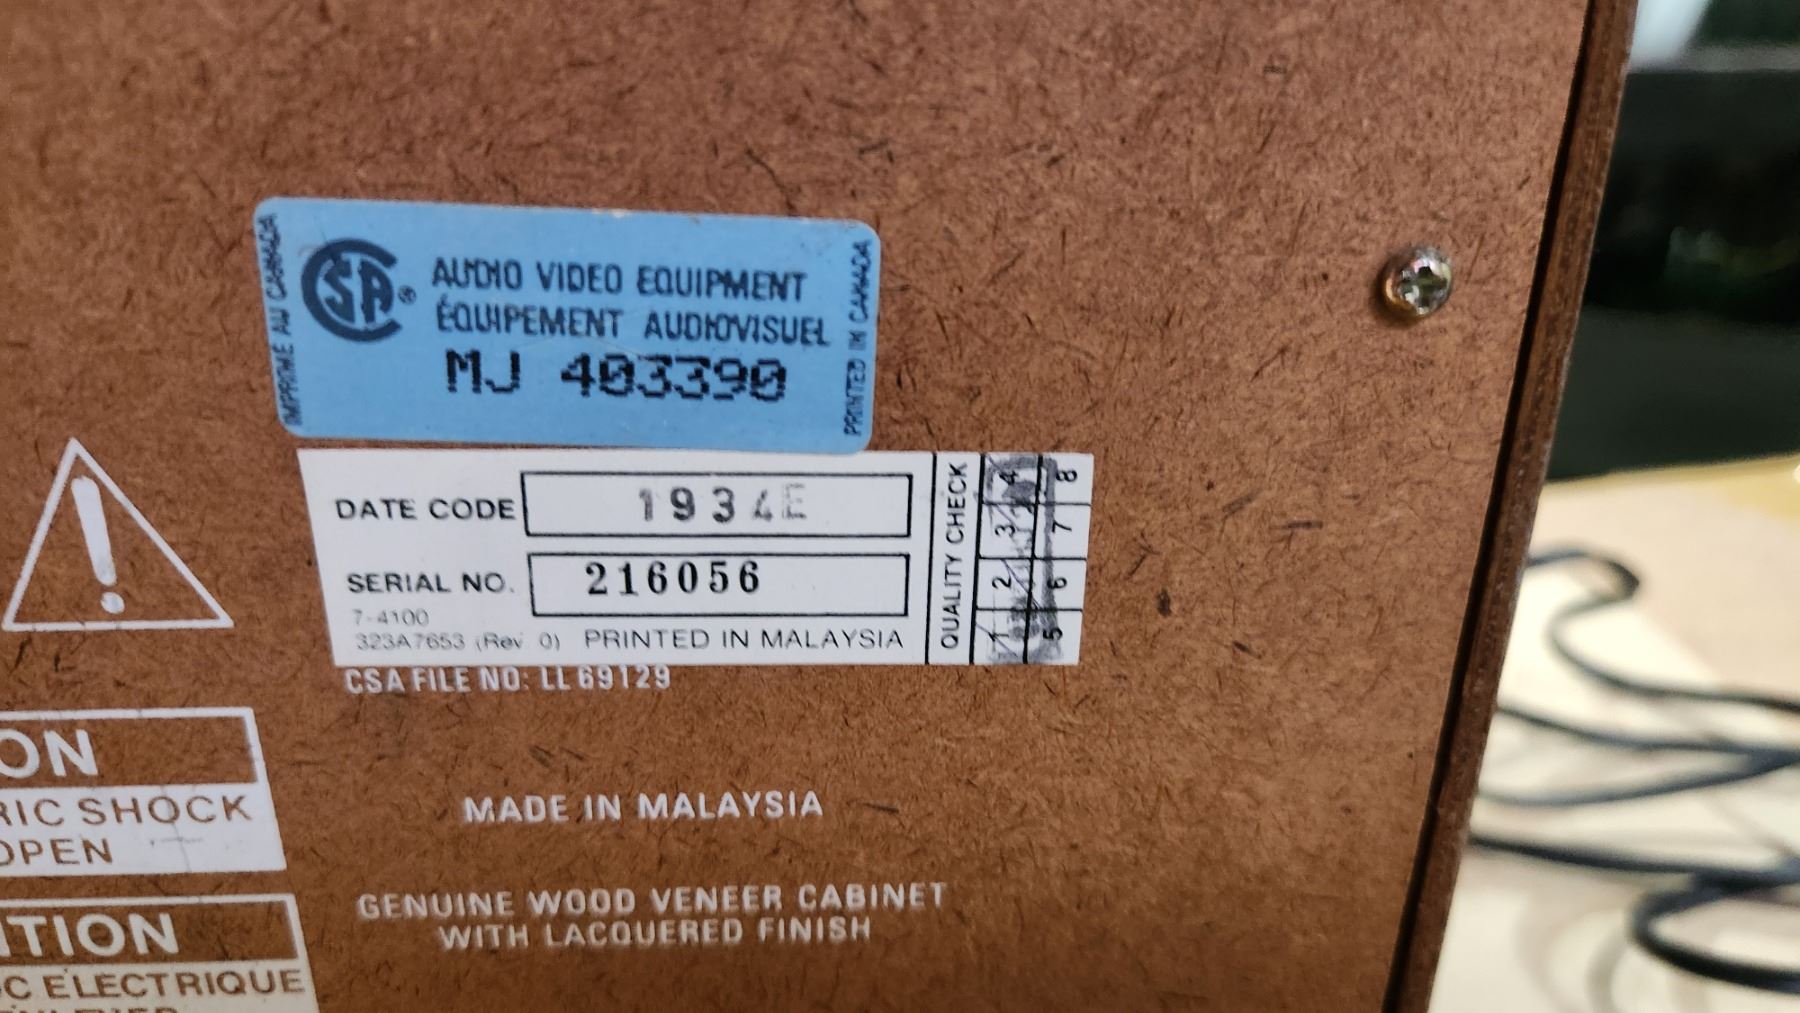 CSA®
AUDIO VIDEO EQUIPMENT
ÉQUIPEMENT AUDIOVISUEL
MJ 403390
IMPRIMÉ AU CANADA
PRINTED IN CANADA
DATE CODE 1934E
SERIAL NO. 216056
7-4100
323A7653 (Rev 0) PRINTED IN MALAYSIA
QUALITY CHECK
1 2 3 4
5 6 7 8
CSA FILE NO: LL 69129
!
ON
RIC SHOCK
OPEN
MADE IN MALAYSIA
GENUINE WOOD VENEER CABINET
WITH LACQUERED FINISH
TION
C ELECTRIQUE